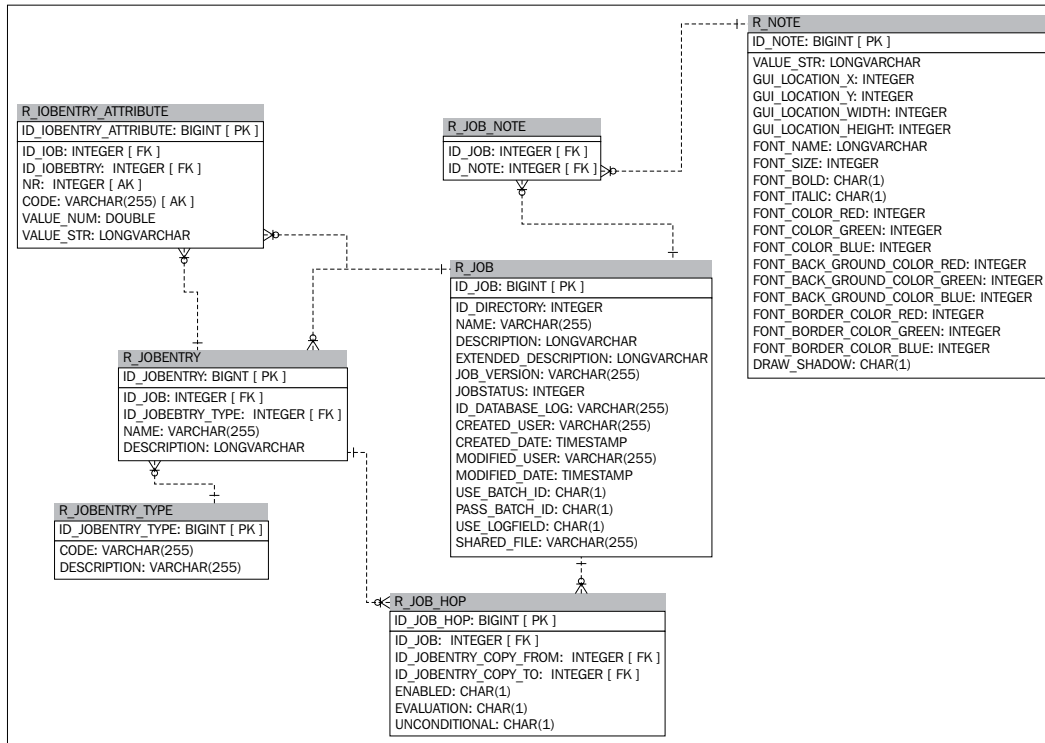 R_NOTE
ID_NOTE: BIGINT [ PK ]
VALUE_STR: LONGVARCHAR
GUI_LOCATION_X: INTEGER
GUI_LOCATION_Y: INTEGER
GUI_LOCATION_WIDTH: INTEGER
GUI_LOCATION_HEIGHT: INTEGER
FONT_NAME: LONGVARCHAR
FONT_SIZE: INTEGER
FONT_BOLD: CHAR(1)
FONT_ITALIC: CHAR(1)
FONT_COLOR_RED: INTEGER
FONT_COLOR_GREEN: INTEGER
FONT_COLOR_BLUE: INTEGER
FONT_BACK_GROUND_COLOR_RED: INTEGER
FONT_BACK_GROUND_COLOR_GREEN: INTEGER
FONT_BACK_GROUND_COLOR_BLUE: INTEGER
FONT_BORDER_COLOR_RED: INTEGER
FONT_BORDER_COLOR_GREEN: INTEGER
FONT_BORDER_COLOR_BLUE: INTEGER
DRAW_SHADOW: CHAR(1)
R_IOBENTRY_ATTRIBUTE
ID_IOBENTRY_ATTRIBUTE: BIGINT [ PK ]
ID_IOB: INTEGER [ FK ]
ID_IOBEBTRY: INTEGER [ FK ]
NR: INTEGER [ AK ]
CODE: VARCHAR(255) [ AK ]
VALUE_NUM: DOUBLE
VALUE_STR: LONGVARCHAR
R_JOB_NOTE
ID_JOB: INTEGER [ FK ]
ID_NOTE: INTEGER [ FK ]
R_JOB
ID_JOB: BIGINT [ PK ]
ID_DIRECTORY: INTEGER
NAME: VARCHAR(255)
DESCRIPTION: LONGVARCHAR
EXTENDED_DESCRIPTION: LONGVARCHAR
JOB_VERSION: VARCHAR(255)
JOBSTATUS: INTEGER
ID_DATABASE_LOG: VARCHAR(255)
CREATED_USER: VARCHAR(255)
CREATED_DATE: TIMESTAMP
MODIFIED_USER: VARCHAR(255)
MODIFIED_DATE: TIMESTAMP
USE_BATCH_ID: CHAR(1)
PASS_BATCH_ID: CHAR(1)
USE_LOGFIELD: CHAR(1)
SHARED_FILE: VARCHAR(255)
R_JOBENTRY
ID_JOBENTRY: BIGNT [ PK ]
ID_JOB: INTEGER [ FK ]
ID_JOBEBTRY_TYPE: INTEGER [ FK ]
NAME: VARCHAR(255)
DESCRIPTION: LONGVARCHAR
R_JOBENTRY_TYPE
ID_JOBENTRY_TYPE: BIGINT [ PK ]
CODE: VARCHAR(255)
DESCRIPTION: VARCHAR(255)
R_JOB_HOP
ID_JOB_HOP: BIGINT [ PK ]
ID_JOB: INTEGER [ FK ]
ID_JOBENTRY_COPY_FROM: INTEGER [ FK ]
ID_JOBENTRY_COPY_TO: INTEGER [ FK ]
ENABLED: CHAR(1)
EVALUATION: CHAR(1)
UNCONDITIONAL: CHAR(1)